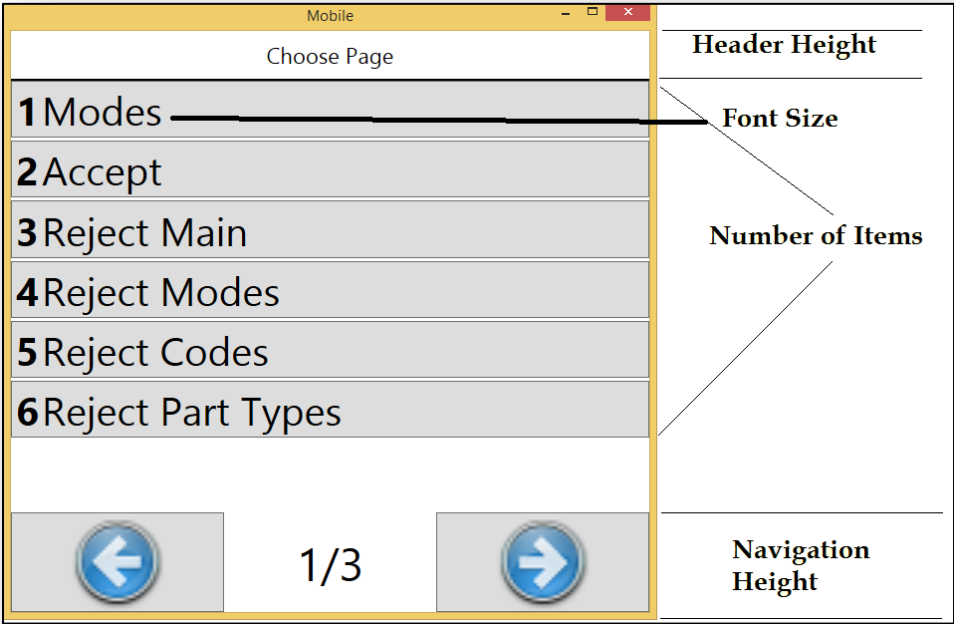 Mobile
Choose Page
Header Height
1 Modes
Font Size
2 Accept
3 Reject Main
Number of Items
4 Reject Modes
5 Reject Codes
6 Reject Part Types
1/3
Navigation
Height